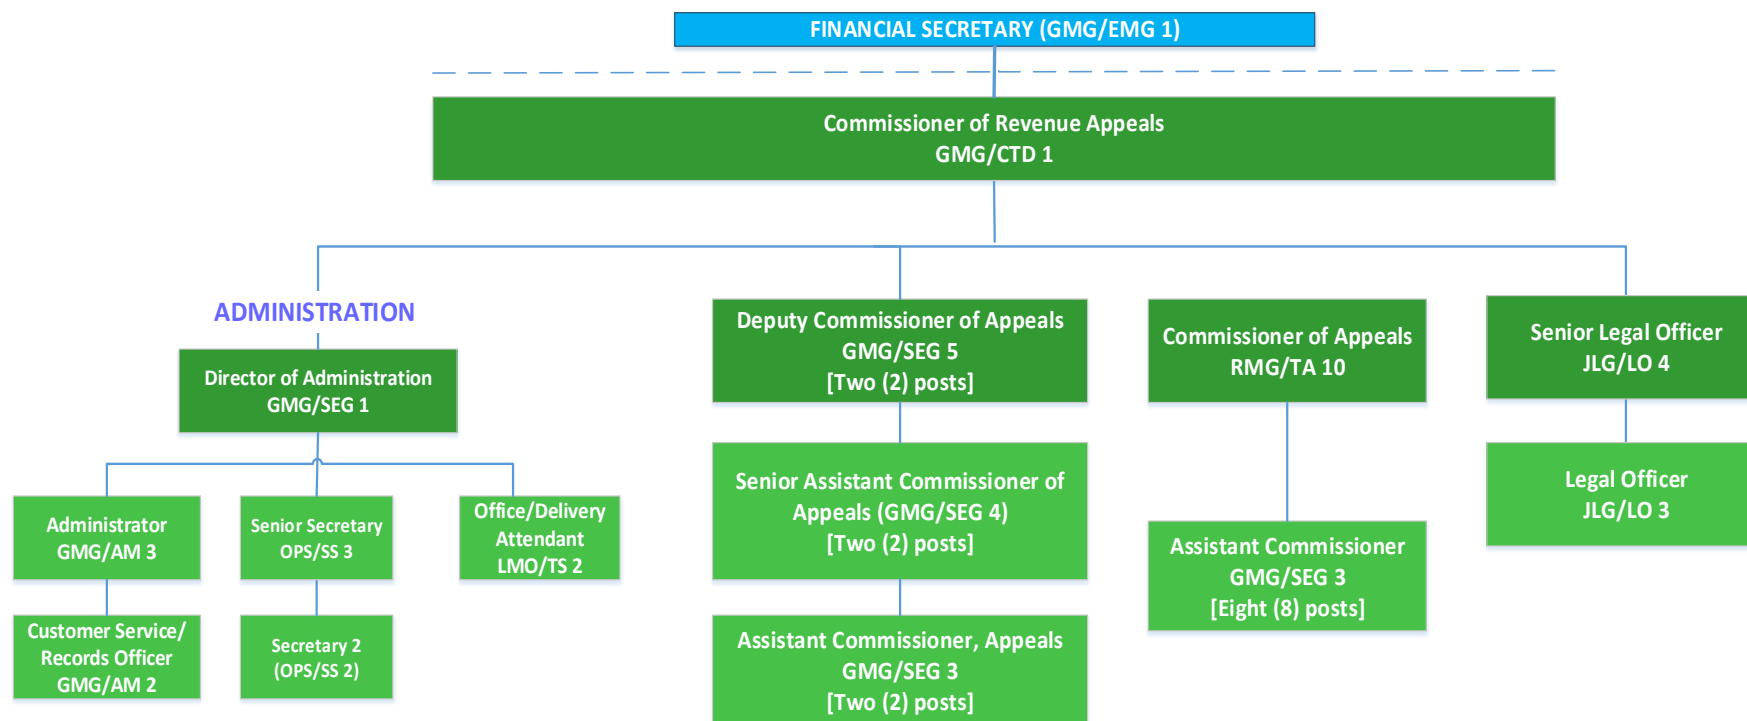 FINANCIAL SECRETARY (GMG/EMG 1)
Commissioner of Revenue Appeals
GMG/CTD 1
ADMINISTRATION
Director of Administration
GMG/SEG 1
Administrator
GMG/AM 3
Customer Service/
Records Officer
GMG/AM 2
Senior Secretary
OPS/SS 3
Secretary 2
(OPS/SS 2)
Office/Delivery
Attendant
LMO/TS 2
Deputy Commissioner of Appeals
GMG/SEG 5
[Two (2) posts]
Senior Assistant Commissioner of
Appeals (GMG/SEG 4)
[Two (2) posts]
Assistant Commissioner, Appeals
GMG/SEG 3
[Two (2) posts]
Commissioner of Appeals
RMG/TA 10
Assistant Commissioner
GMG/SEG 3
[Eight (8) posts]
Senior Legal Officer
JLG/LO 4
Legal Officer
JLG/LO 3